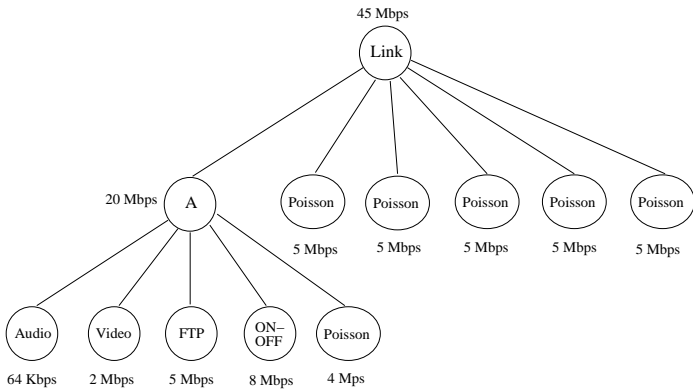 45 Mbps
Link
20 Mbps
A
Poisson
Poisson
Poisson
Poisson
Poisson
5 Mbps
5 Mbps
5 Mbps
5 Mbps
5 Mbps
Audio
Video
FTP
ON−
OFF
Poisson
64 Kbps
2 Mbps
5 Mbps
8 Mbps
4 Mps